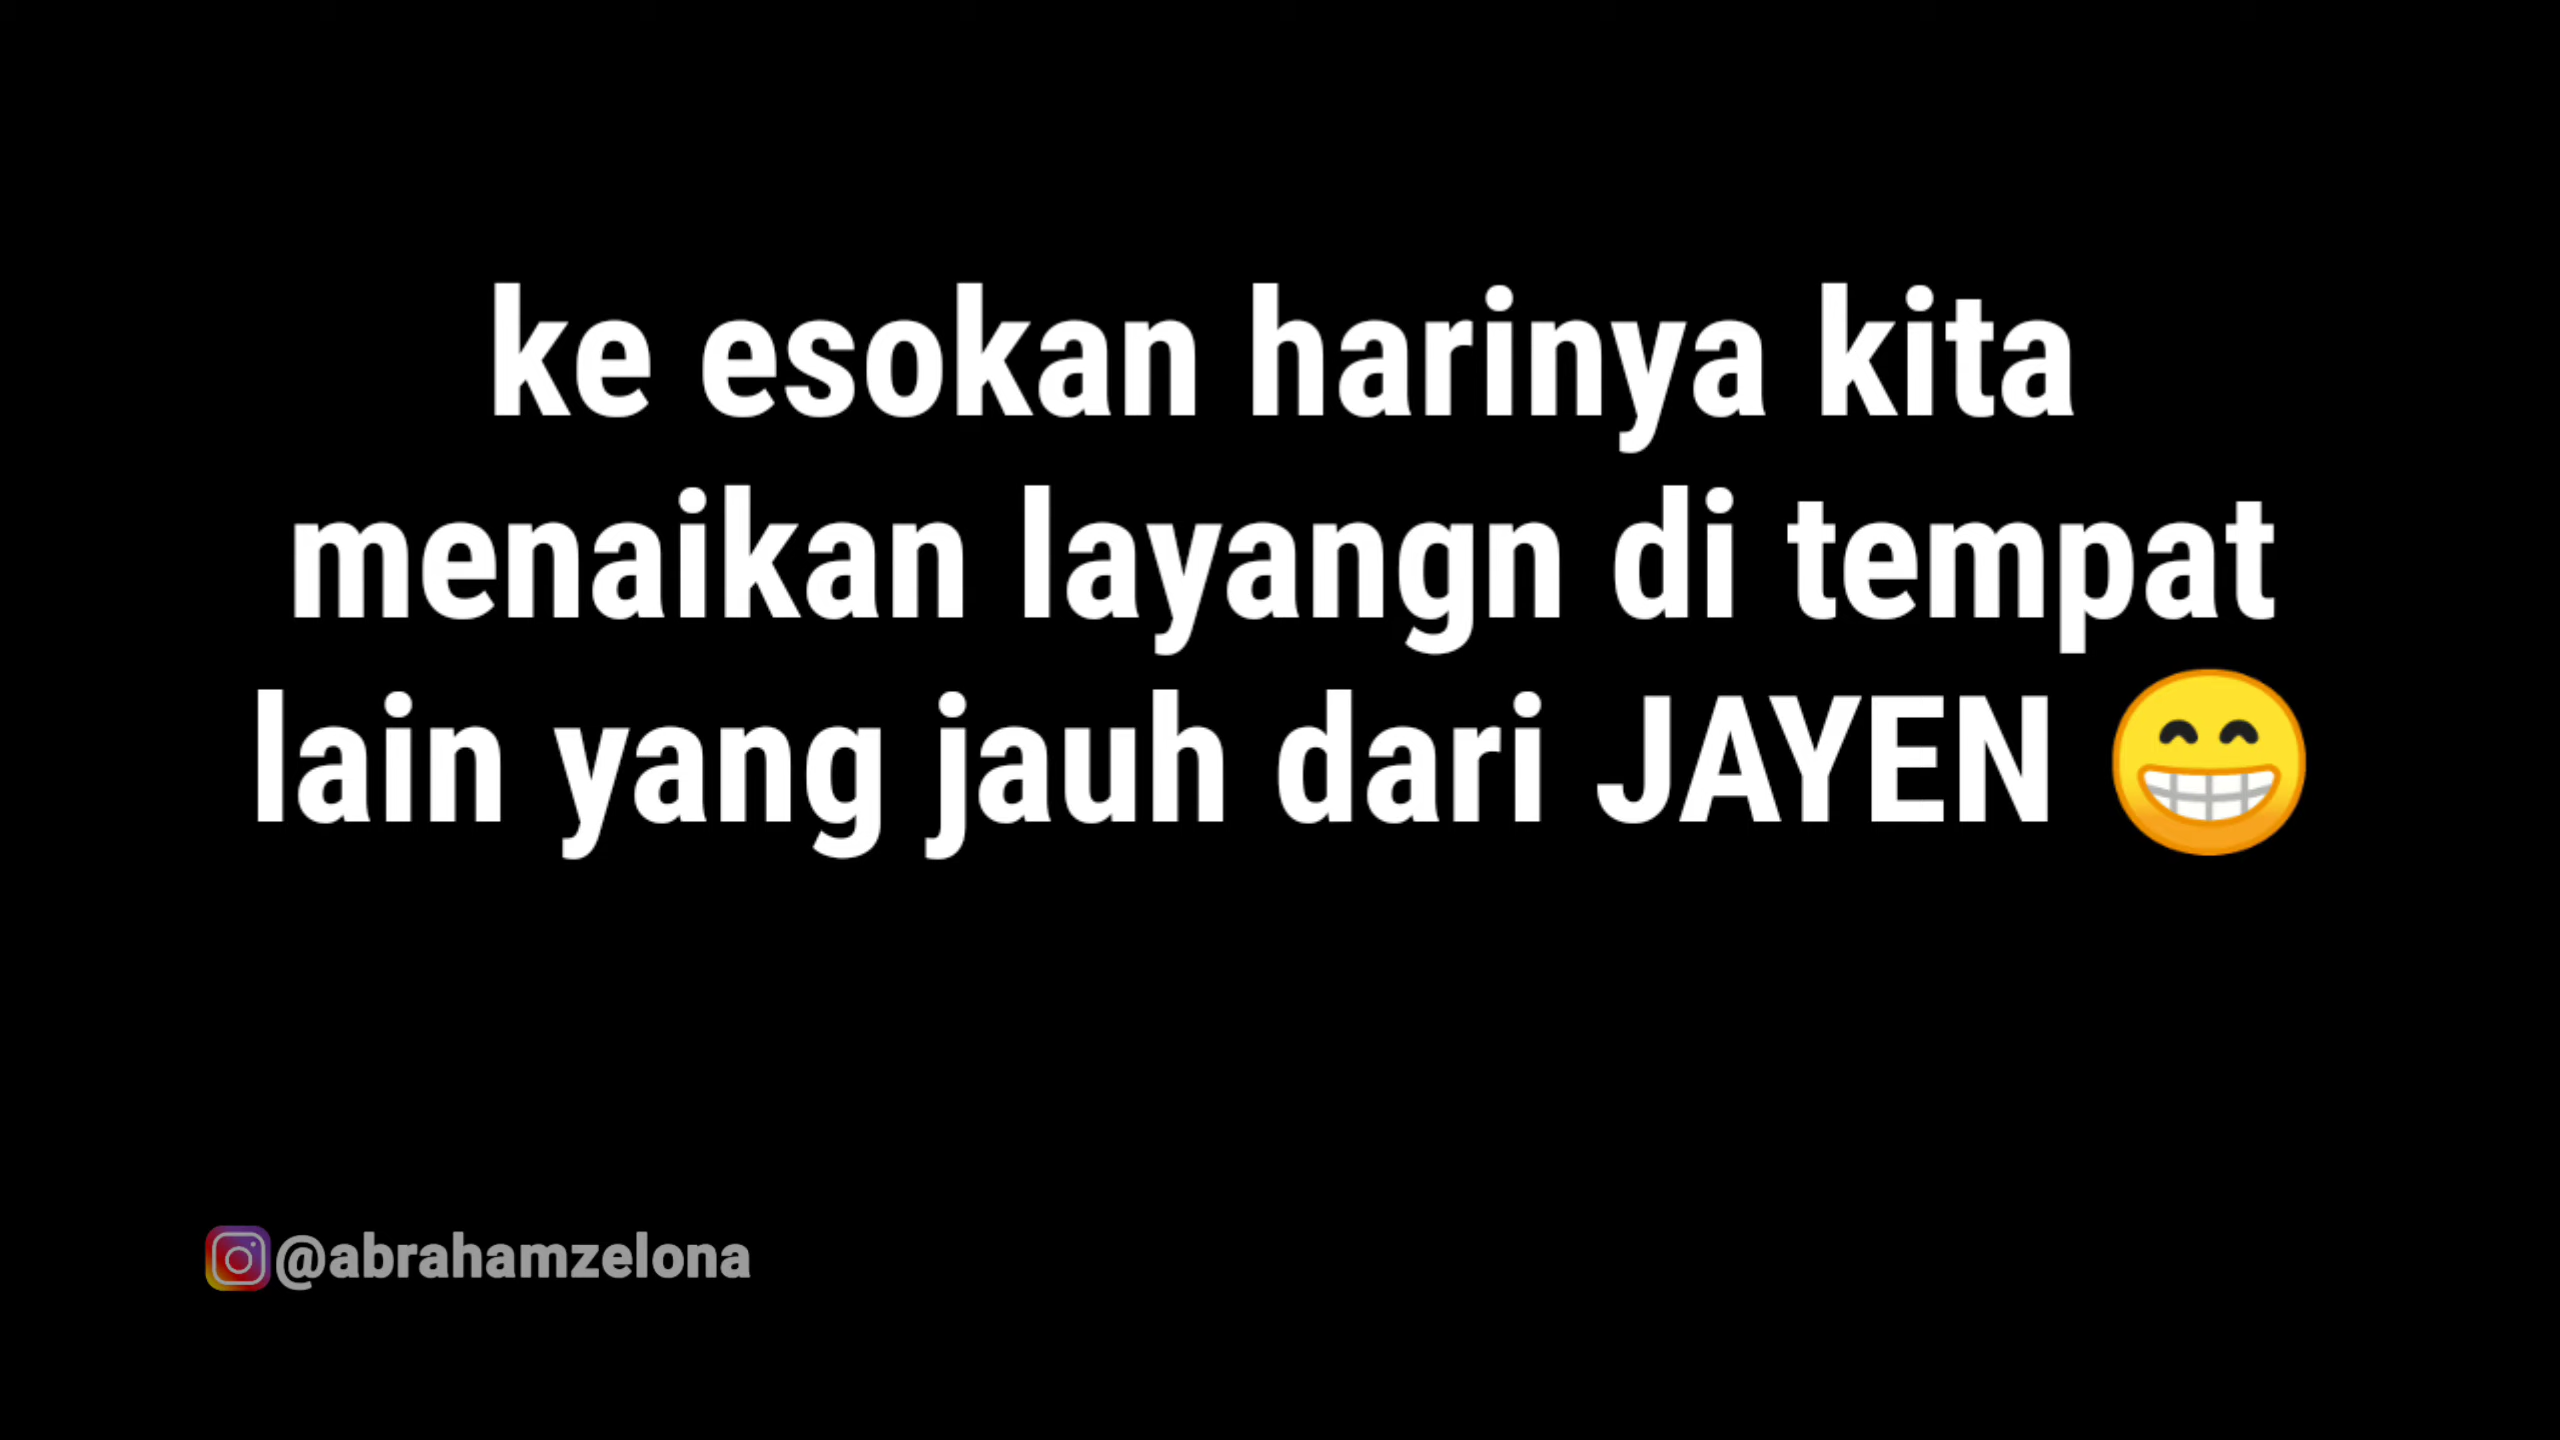 ke esokan harinya kita
menaikan layangn di tempat
lain yang jauh dari JAYEN 😁
@abrahamzelona